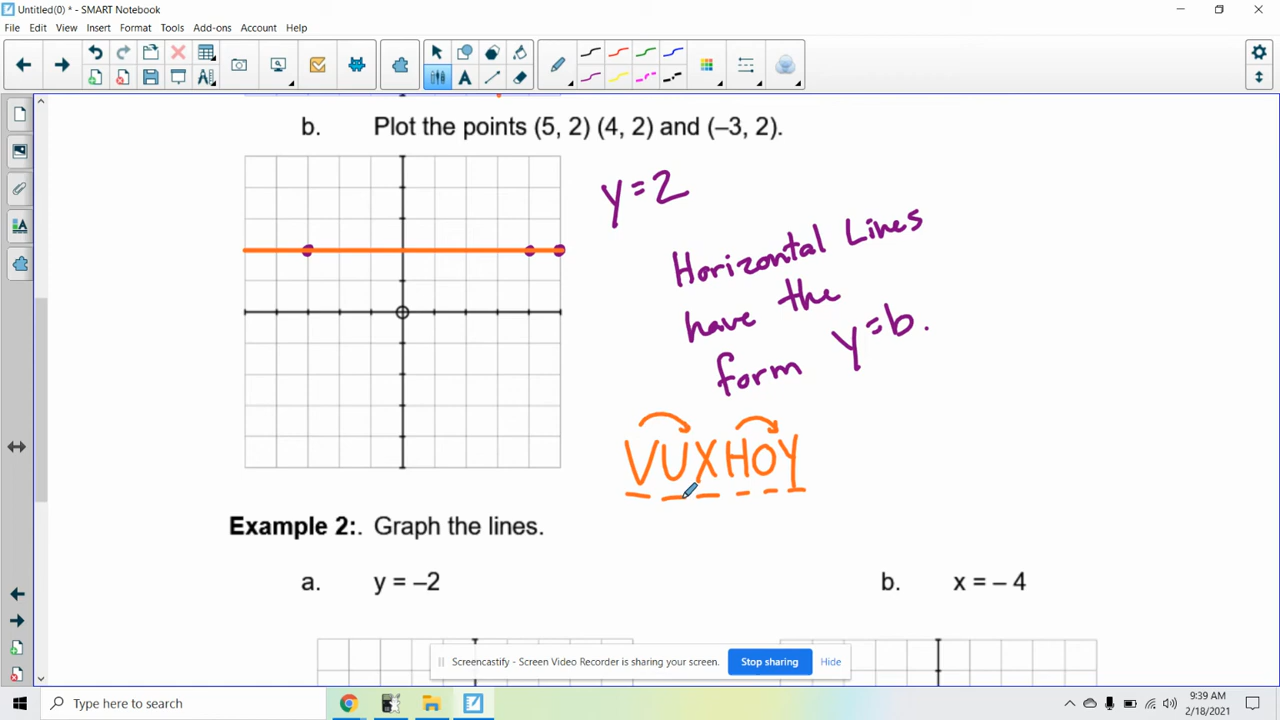 Untitled(0) * - SMART Notebook
File Edit View Insert Format Tools Add-ons Account Help
b. Plot the points (5, 2) (4, 2) and (–3, 2).
y=2
Horizontal Lines
have the
form y=b.
VUXHOY
Example 2:. Graph the lines.
a. y = –2
b. x = – 4
Screencastify - Screen Video Recorder is sharing your screen. Stop sharing Hide
Type here to search
9:39 AM
2/18/2021